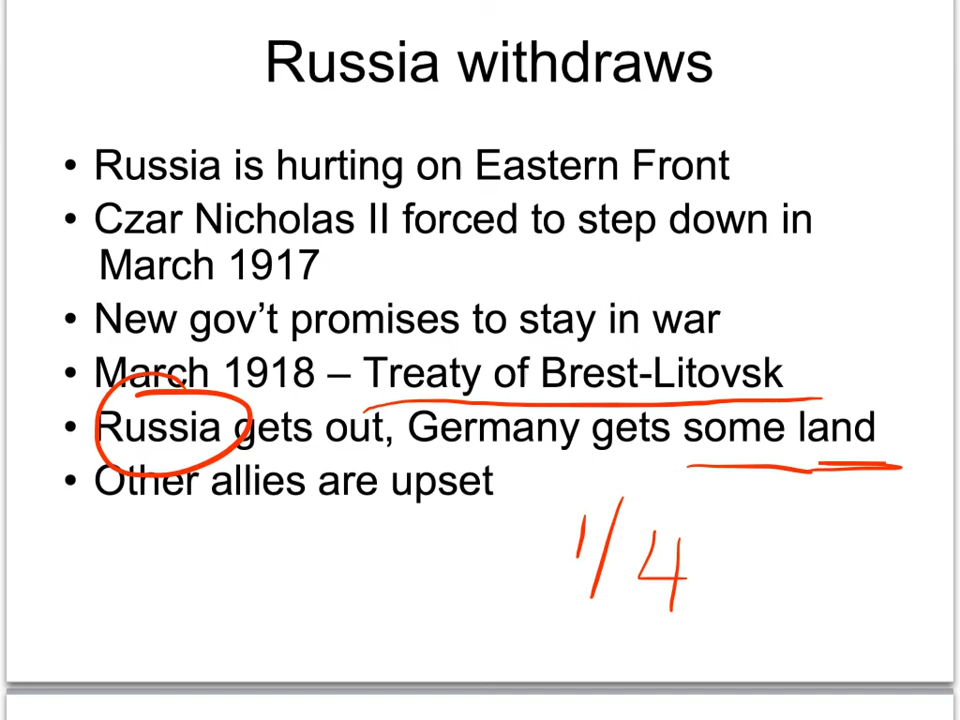 Russia withdraws
• Russia is hurting on Eastern Front
• Czar Nicholas II forced to step down in
March 1917
• New gov’t promises to stay in war
• March 1918 – Treaty of Brest-Litovsk
• Russia gets out, Germany gets some land
• Other allies are upset
1/4